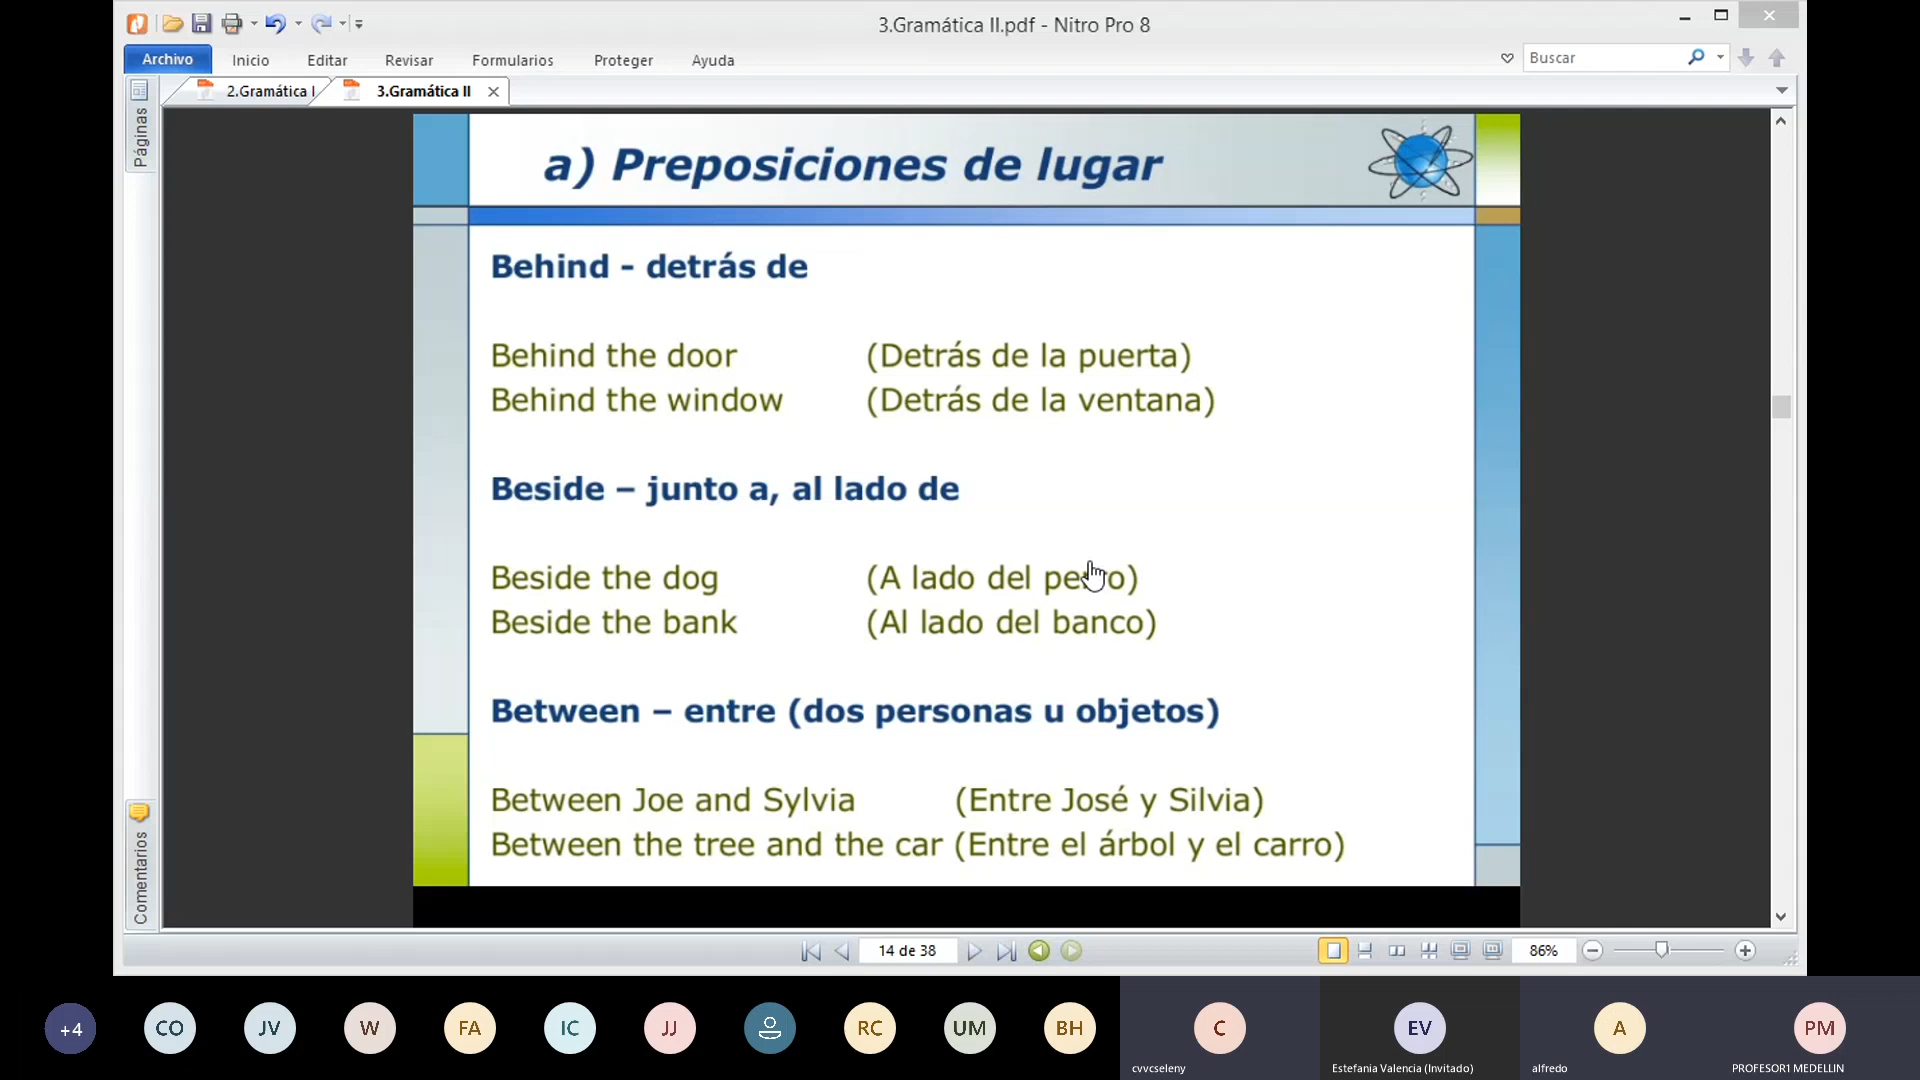 3.Gramática II.pdf - Nitro Pro 8
Archivo Inicio Editar Revisar Formularios Proteger Ayuda Buscar
2.Gramática I 3.Gramática II
Páginas
a) Preposiciones de lugar
Behind - detrás de
Behind the door (Detrás de la puerta)
Behind the window (Detrás de la ventana)
Beside – junto a, al lado de
Beside the dog (A lado del perro)
Beside the bank (Al lado del banco)
Between – entre (dos personas u objetos)
Between Joe and Sylvia (Entre José y Silvia)
Between the tree and the car (Entre el árbol y el carro)
Comentarios
14 de 38 86%
+4 CO JV W FA IC JJ RC UM BH C EV A PM
cvvcseleny Estefania Valencia (Invitado) alfredo PROFESOR1 MEDELLIN